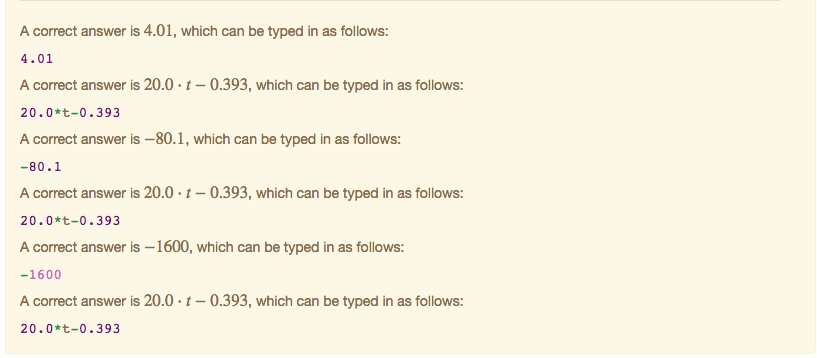 A correct answer is 4.01, which can be typed in as follows:
4.01
A correct answer is 20.0 · t − 0.393, which can be typed in as follows:
20.0*t-0.393
A correct answer is −80.1, which can be typed in as follows:
-80.1
A correct answer is 20.0 · t − 0.393, which can be typed in as follows:
20.0*t-0.393
A correct answer is −1600, which can be typed in as follows:
-1600
A correct answer is 20.0 · t − 0.393, which can be typed in as follows:
20.0*t-0.393